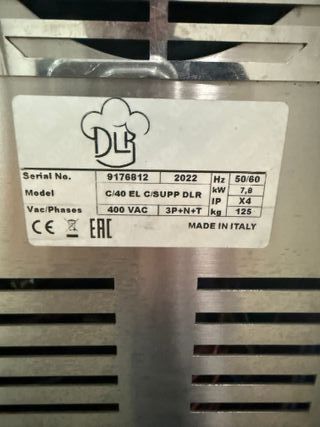 DLR
Serial No. 9176812 2022 Hz 50/60
Model C/40 EL C/SUPP DLR kW 7,8
IP X4
Vac/Phases 400 VAC 3P+N+T kg 125
CE EAC MADE IN ITALY